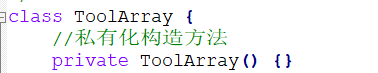 class ToolArray {
//私有化构造方法
private ToolArray() {}